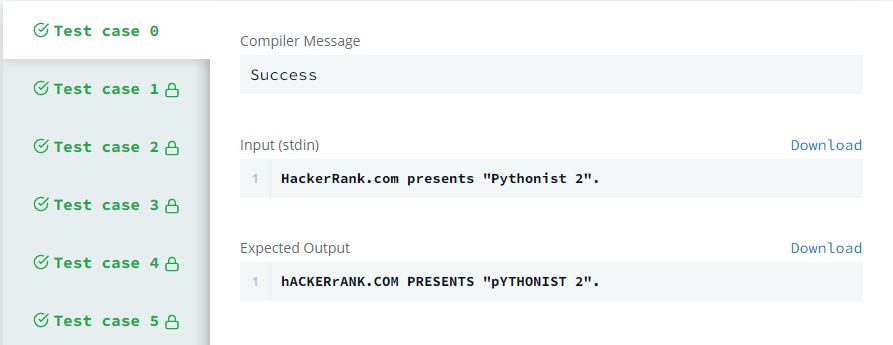 Test case 0
Test case 1
Test case 2
Test case 3
Test case 4
Test case 5
Compiler Message
Success
Input (stdin) Download
1 HackerRank.com presents "Pythonist 2".
Expected Output Download
1 hACKERrANK.COM PRESENTS "pYTHONIST 2".